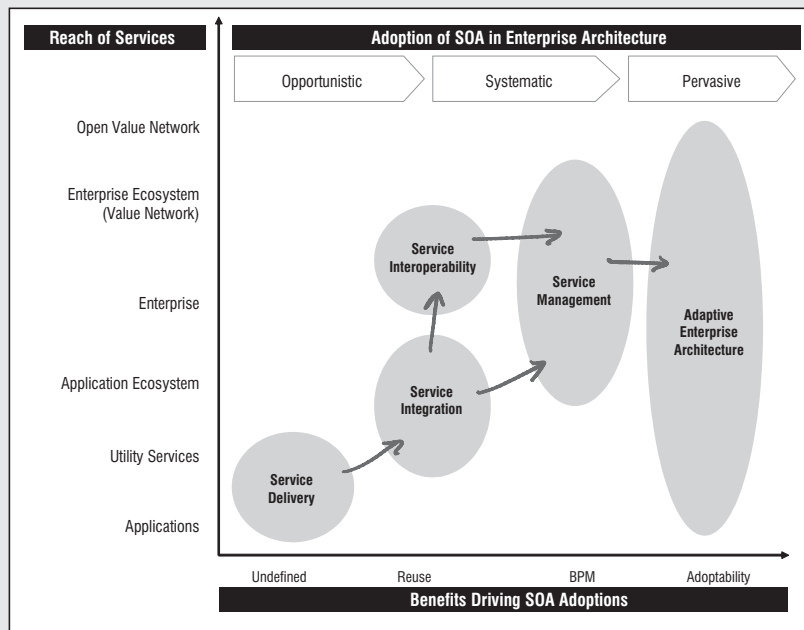 Reach of Services
Adoption of SOA in Enterprise Architecture
Opportunistic
Systematic
Pervasive
Open Value Network
Enterprise Ecosystem
(Value Network)
Enterprise
Application Ecosystem
Utility Services
Applications
Service
Interoperability
Service
Management
Adaptive
Enterprise
Architecture
Service
Integration
Service
Delivery
Undefined
Reuse
BPM
Adoptability
Benefits Driving SOA Adoptions